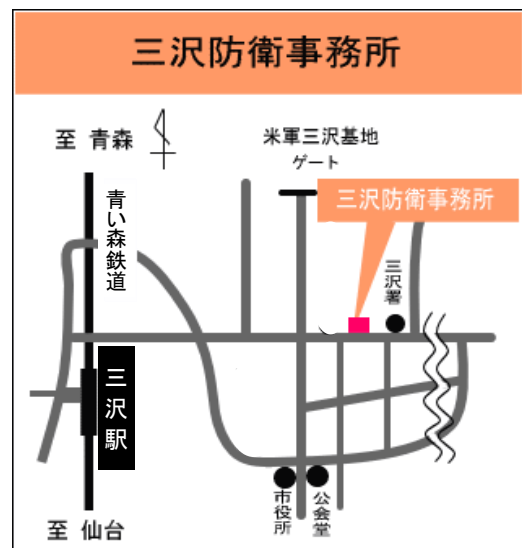 三沢防衛事務所
至 青森
米軍三沢基地
ゲート
青い森鉄道
三沢防衛事務所
三沢署
三沢駅
市役所
公会堂
至 仙台